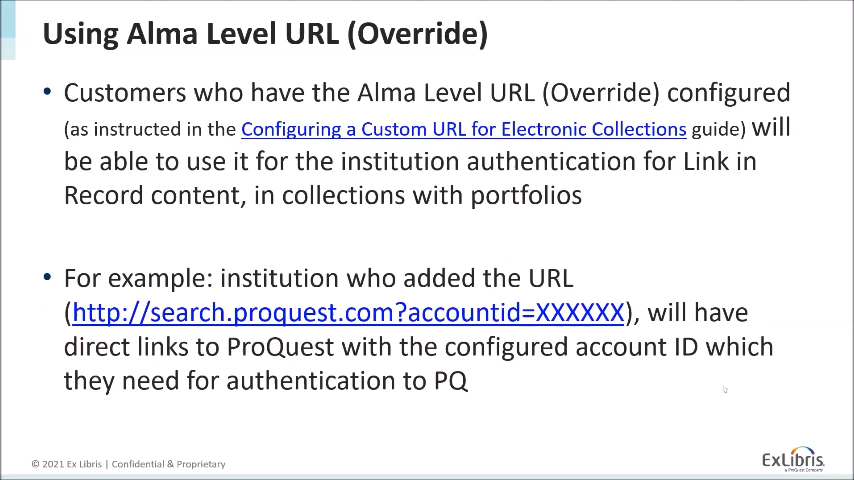 Using Alma Level URL (Override)
• Customers who have the Alma Level URL (Override) configured
(as instructed in the Configuring a Custom URL for Electronic Collections guide) will
be able to use it for the institution authentication for Link in
Record content, in collections with portfolios
• For example: institution who added the URL
(http://search.proquest.com?accountid=XXXXXX), will have
direct links to ProQuest with the configured account ID which
they need for authentication to PQ
© 2021 Ex Libris | Confidential & Proprietary
ExLibris
a ProQuest Company